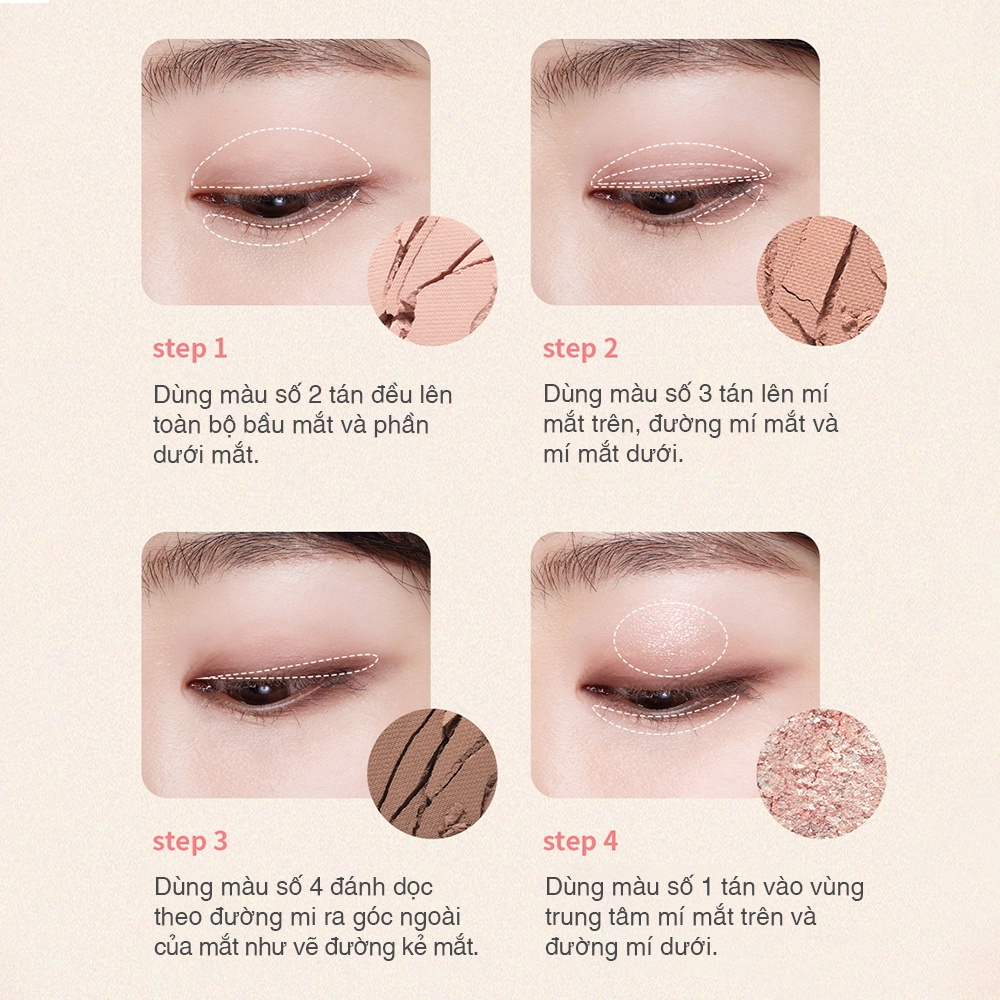 step 1
Dùng màu số 2 tán đều lên
toàn bộ bầu mắt và phần
dưới mắt.
step 2
Dùng màu số 3 tán lên mí
mắt trên, đường mí mắt và
mí mắt dưới.
step 3
Dùng màu số 4 đánh dọc
theo đường mi ra góc ngoài
của mắt như vẽ đường kẻ mắt.
step 4
Dùng màu số 1 tán vào vùng
trung tâm mí mắt trên và
đường mí dưới.